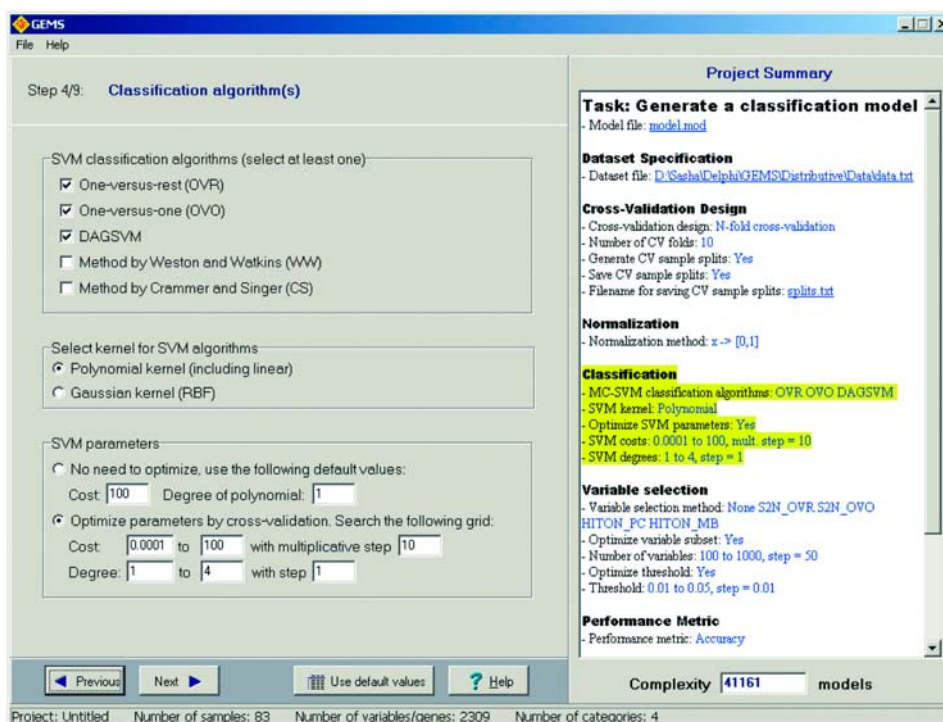 GEMS
File Help
Step 4/9: Classification algorithm(s)
SVM classification algorithms (select at least one)
One-versus-rest (OVR)
One-versus-one (OVO)
DAGSVM
Method by Weston and Watkins (WW)
Method by Crammer and Singer (CS)
Select kernel for SVM algorithms
Polynomial kernel (including linear)
Gaussian kernel (RBF)
SVM parameters
No need to optimize, use the following default values:
Cost: 100 Degree of polynomial: 1
Optimize parameters by cross-validation. Search the following grid:
Cost: 0.0001 to 100 with multiplicative step 10
Degree: 1 to 4 with step 1
Previous Next Use default values ? Help
Project Summary
Task: Generate a classification model
- Model file: model.mod
Dataset Specification
- Dataset file: D:\Sasha\Delphi\GEMS\Distributive\Data\data.txt
Cross-Validation Design
- Cross-validation design: N-fold cross-validation
- Number of CV folds: 10
- Generate CV sample splits: Yes
- Save CV sample splits: Yes
- Filename for saving CV sample splits: splits.txt
Normalization
- Normalization method: x -> [0,1]
Classification
- MC-SVM classification algorithms: OVR OVO DAGSVM
- SVM kernel: Polynomial
- Optimize SVM parameters: Yes
- SVM costs: 0.0001 to 100, mult. step = 10
- SVM degrees: 1 to 4, step = 1
Variable selection
- Variable selection method: None S2N_OVR S2N_OVO
HITON_PC HITON_MB
- Optimize variable subset: Yes
- Number of variables: 100 to 1000, step = 50
- Optimize threshold: Yes
- Threshold: 0.01 to 0.05, step = 0.01
Performance Metric
- Performance metric: Accuracy
Complexity 41161 models
Project: Untitled Number of samples: 83 Number of variables/genes: 2309 Number of categories: 4